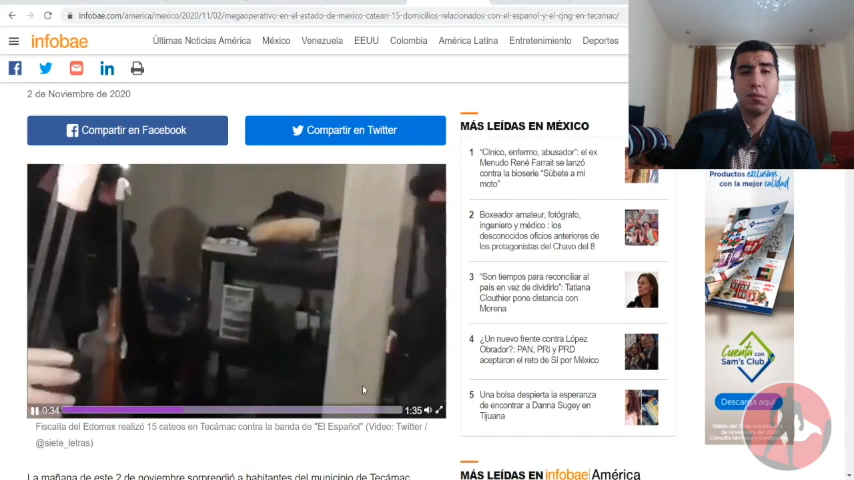 infobae.com/america/mexico/2020/11/02/megaoperativo-en-el-estado-de-mexico-catean-15-domicilios-relacionados-con-el-espanol-y-el-cjng-en-tecamac/
infobae
Últimas Noticias América México Venezuela EEUU Colombia América Latina Entretenimiento Deportes
2 de Noviembre de 2020
Compartir en Facebook
Compartir en Twitter
0:34
1:35
Fiscalía del Edomex realizó 15 cateos en Tecámac contra la banda de "El Español" (Video: Twitter /
@siete_letras)
La mañana de este 2 de noviembre sorprendió a habitantes del municipio de Tecámac,
MÁS LEÍDAS EN MÉXICO
1 "Cínico, enfermo, abusador": el ex
Menudo René Farrait se lanzó
contra la bioserie "Súbete a mi
moto"
2 Boxeador amateur, fotógrafo,
ingeniero y médico : los
desconocidos oficios anteriores de
los protagonistas del Chavo del 8
3 "Son tiempos para reconciliar al
país en vez de dividirlo": Tatiana
Clouthier pone distancia con
Morena
4 ¿Un nuevo frente contra López
Obrador?: PAN, PRI y PRD
aceptaron el reto de Sí por México
5 Una bolsa despierta la esperanza
de encontrar a Danna Sugey en
Tijuana
MÁS LEÍDAS EN infobae América
Productos exclusivos
con la mejor calidad
Cuenta con
Sam's Club
Descarga aquí